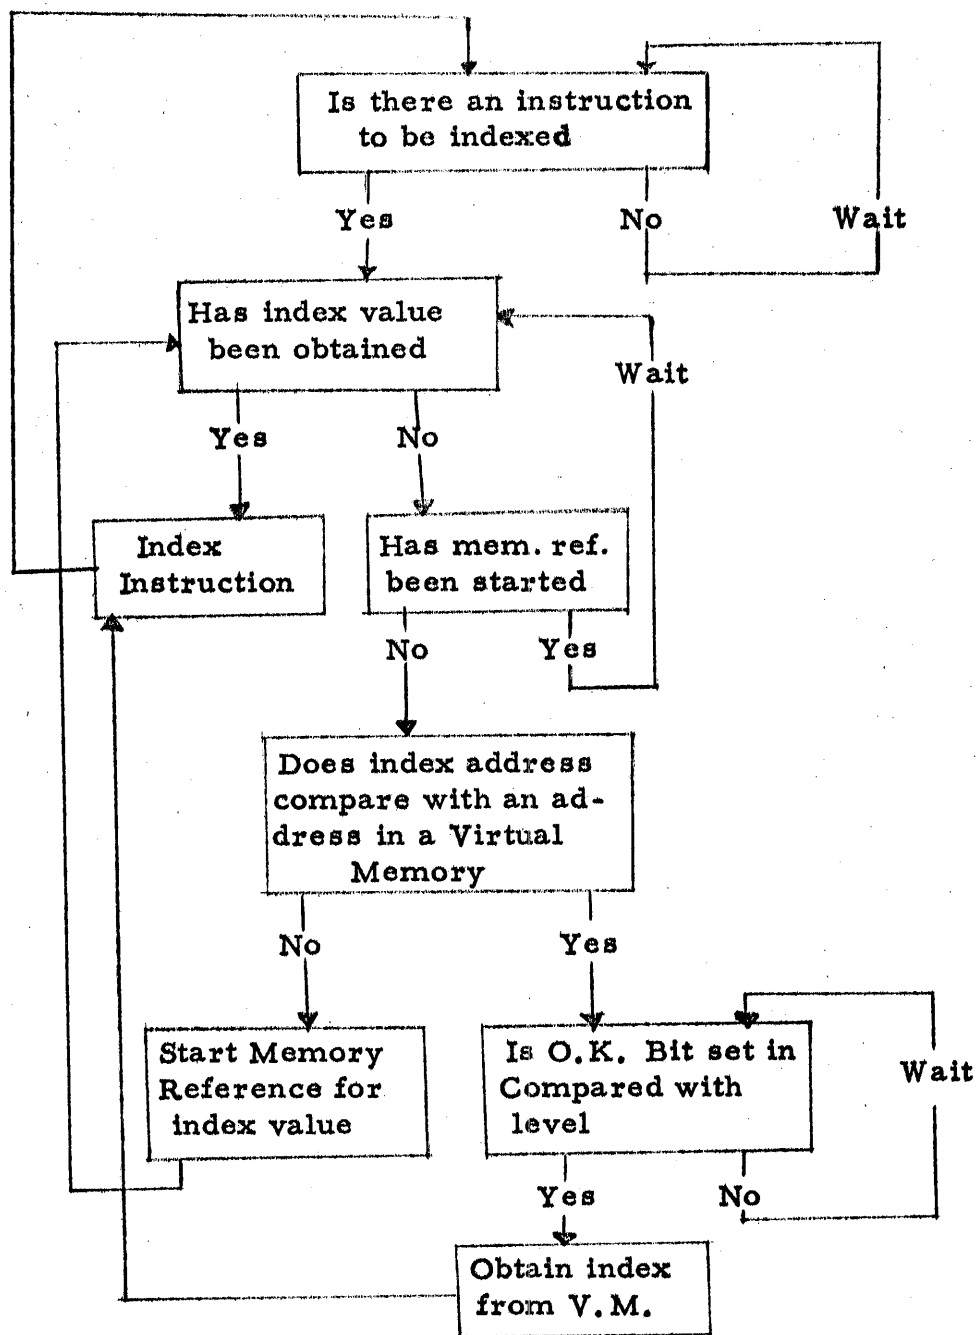 Is there an instruction
to be indexed
Yes
No
Wait
Has index value
been obtained
Wait
Yes
No
Index
Instruction
Has mem. ref.
been started
No
Yes
Does index address
compare with an ad-
dress in a Virtual
Memory
No
Yes
Start Memory
Reference for
index value
Is O.K. Bit set in
Compared with
level
Wait
Yes
No
Obtain index
from V.M.